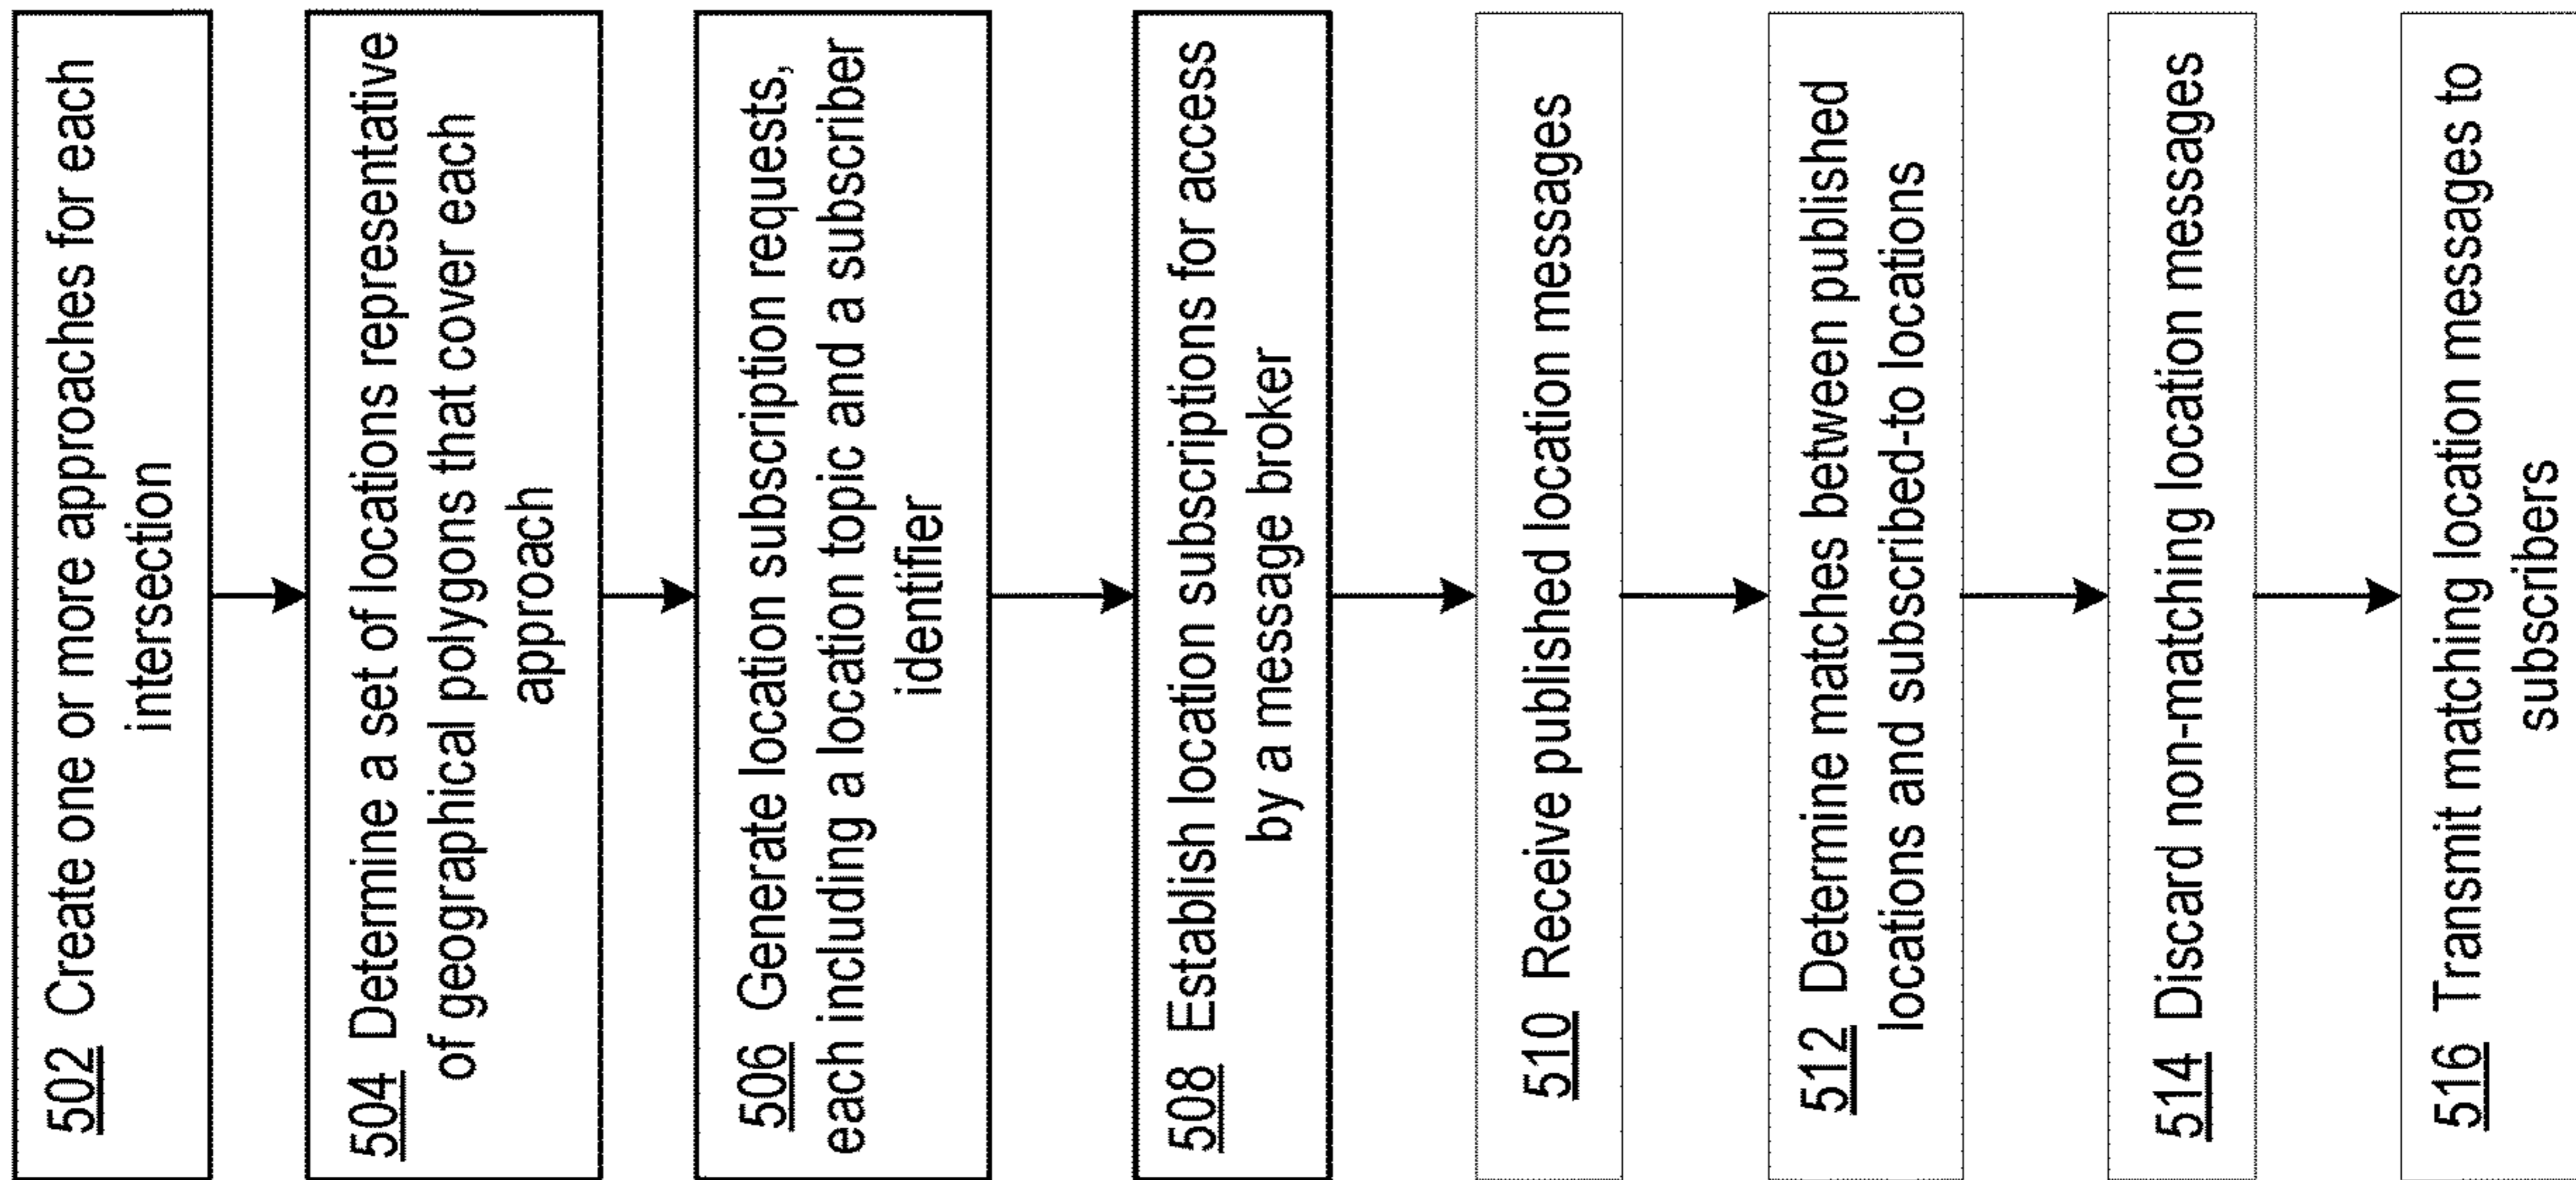 502 Create one or more approaches for each
intersection
504 Determine a set of locations representative
of geographical polygons that cover each
approach
506 Generate location subscription requests,
each including a location topic and a subscriber
identifier
508 Establish location subscriptions for access
by a message broker
510 Receive published location messages
512 Determine matches between published
locations and subscribed-to locations
514 Discard non-matching location messages
516 Transmit matching location messages to
subscribers